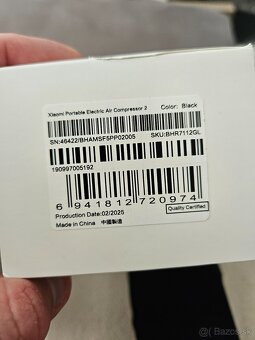 Xiaomi Portable Electric Air Compressor 2 Color: Black
SN:46422/BHAMSF5PP02005 SKU:BHR7112GL
190997005192
6 941812 720974
Production Date:02/2025 Quality Certified
Made in China 中國製造
bazos.sk